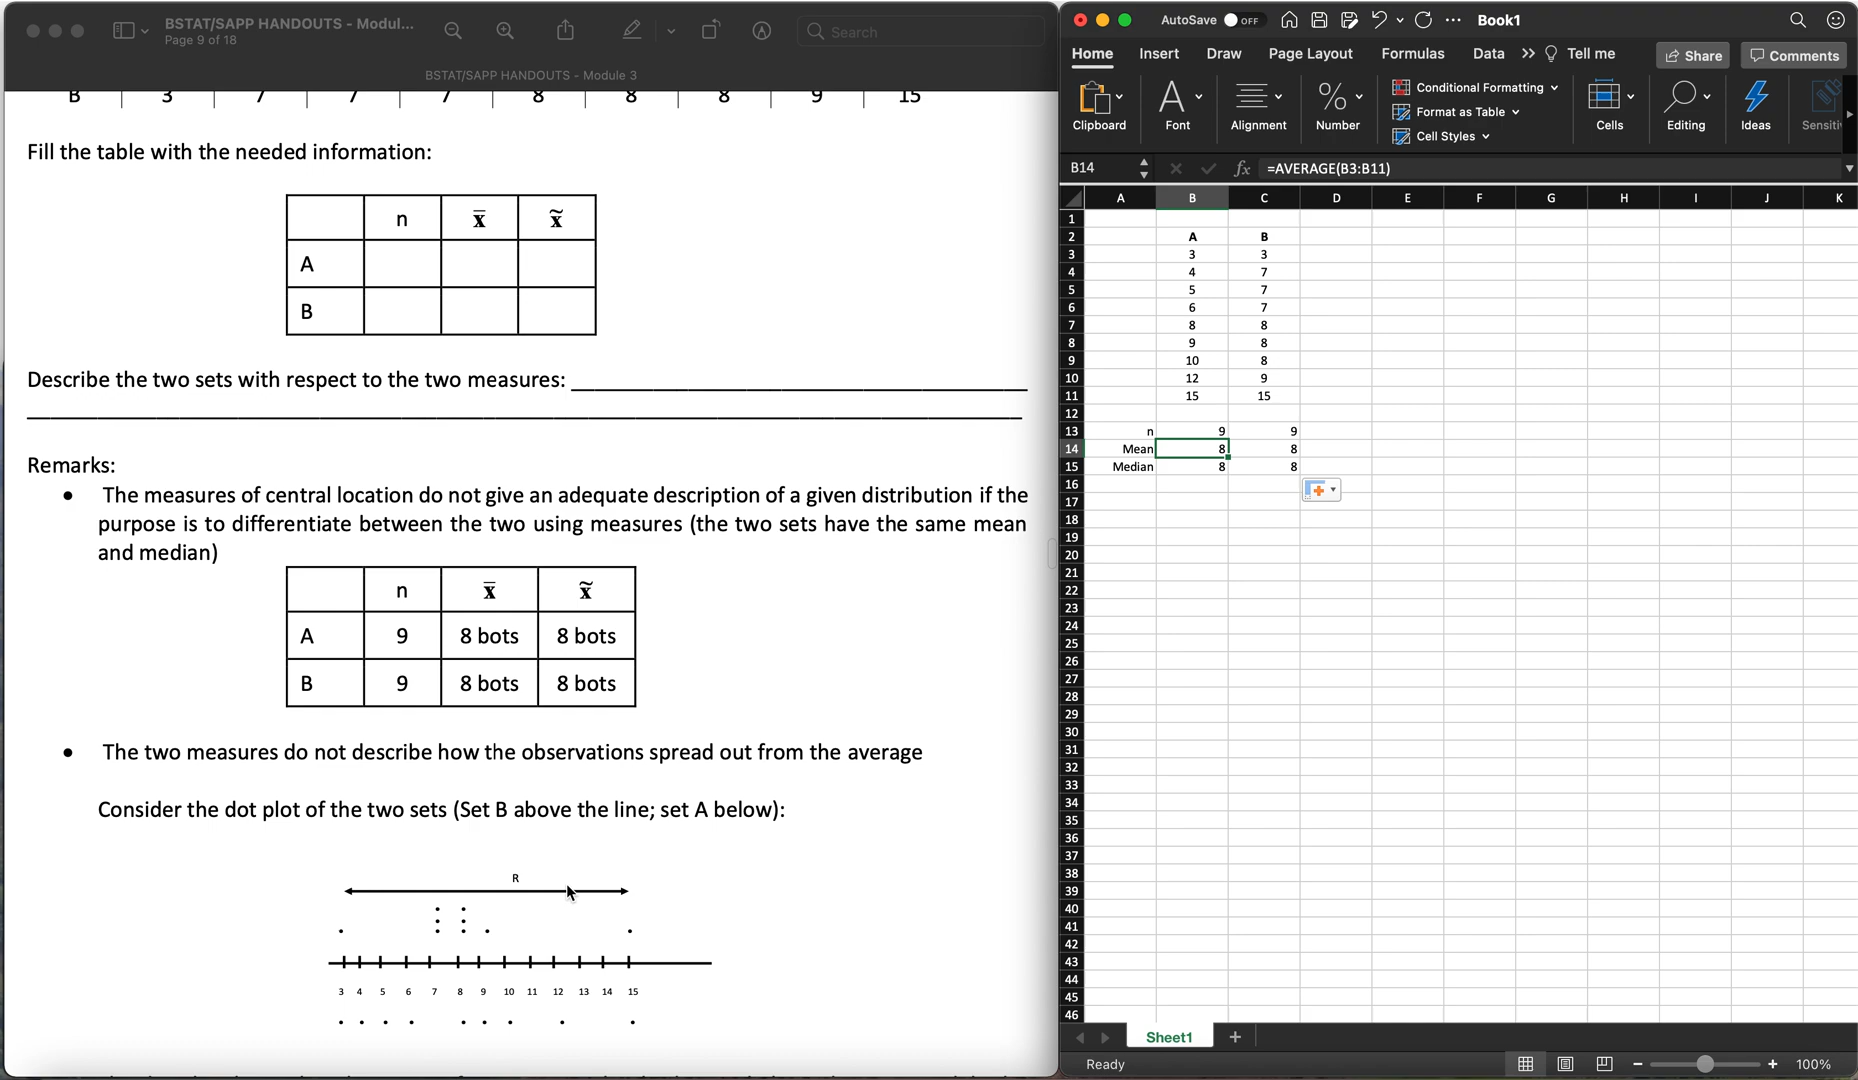 BSTAT/SAPP HANDOUTS - Modul...
Page 9 of 18
Search
BSTAT/SAPP HANDOUTS - Module 3
B 3 7 7 7 8 8 8 9 15
Fill the table with the needed information:
n x̅ x̃
A
B
Describe the two sets with respect to the two measures:
Remarks:
• The measures of central location do not give an adequate description of a given distribution if the
purpose is to differentiate between the two using measures (the two sets have the same mean
and median)
n x̅ x̃
A 9 8 bots 8 bots
B 9 8 bots 8 bots
• The two measures do not describe how the observations spread out from the average
Consider the dot plot of the two sets (Set B above the line; set A below):
R
3 4 5 6 7 8 9 10 11 12 13 14 15
AutoSave OFF Book1
Home Insert Draw Page Layout Formulas Data >> Tell me Share Comments
Clipboard Font Alignment Number Conditional Formatting Format as Table Cell Styles Cells Editing Ideas Sensiti
B14 fx =AVERAGE(B3:B11)
A B C D E F G H I J K
1
2 A B
3 3 3
4 4 7
5 5 7
6 6 7
7 8 8
8 9 8
9 10 8
10 12 9
11 15 15
12
13 n 9 9
14 Mean 8 8
15 Median 8 8
16
17
18
19
20
21
22
23
24
25
26
27
28
29
30
31
32
33
34
35
36
37
38
39
40
41
42
43
44
45
46
Sheet1 +
Ready - + 100%